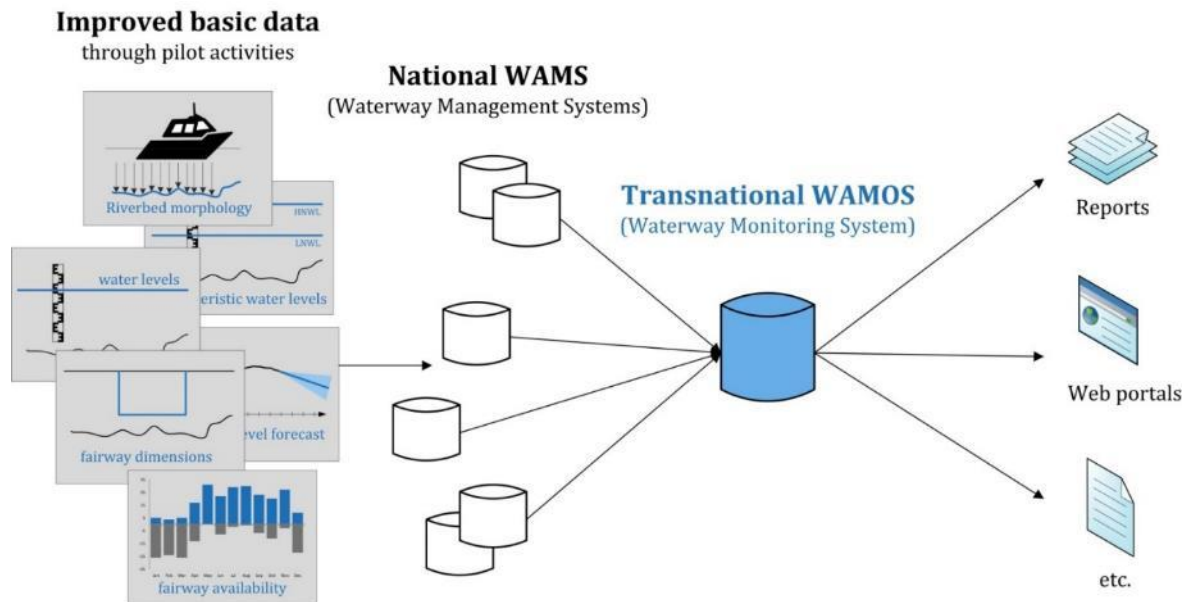 Improved basic data
through pilot activities
National WAMS
(Waterway Management Systems)
Transnational WAMOS
(Waterway Monitoring System)
Riverbed morphology
HNWL
LNWL
eristic water levels
water levels
evel forecast
fairway dimensions
fairway availability
Reports
Web portals
etc.